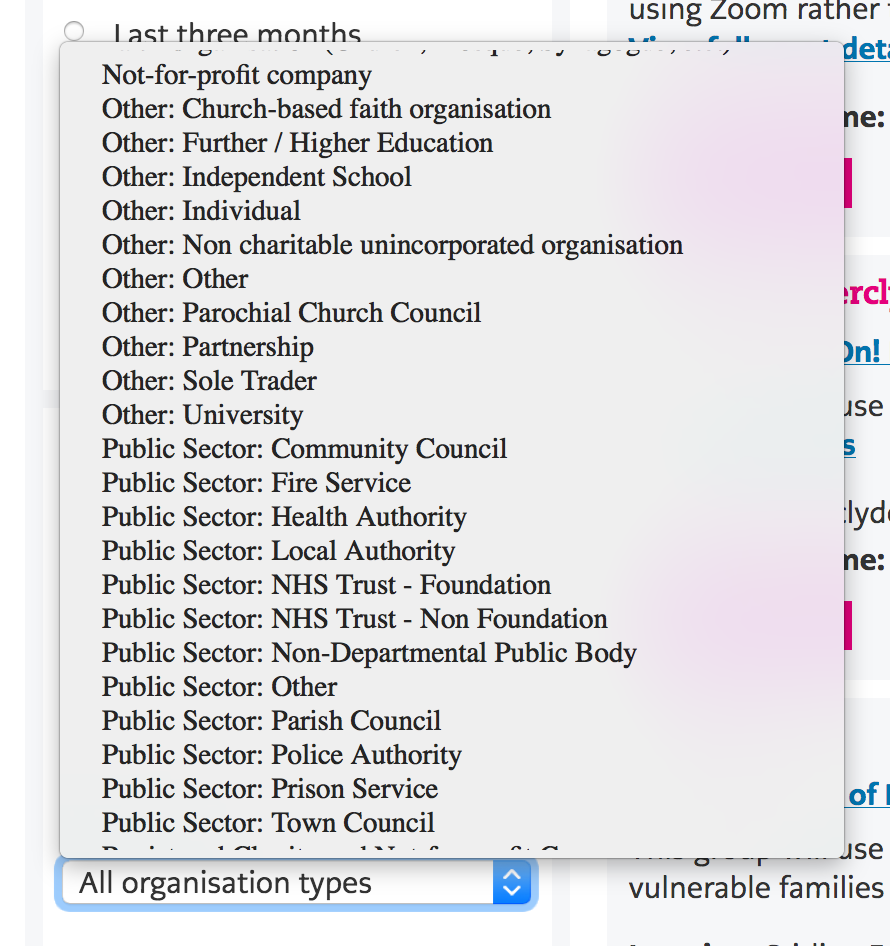 Last three months
Not-for-profit company
Other: Church-based faith organisation
Other: Further / Higher Education
Other: Independent School
Other: Individual
Other: Non charitable unincorporated organisation
Other: Other
Other: Parochial Church Council
Other: Partnership
Other: Sole Trader
Other: University
Public Sector: Community Council
Public Sector: Fire Service
Public Sector: Health Authority
Public Sector: Local Authority
Public Sector: NHS Trust - Foundation
Public Sector: NHS Trust - Non Foundation
Public Sector: Non-Departmental Public Body
Public Sector: Other
Public Sector: Parish Council
Public Sector: Police Authority
Public Sector: Prison Service
Public Sector: Town Council
All organisation types
using Zoom rather
me:
On!
use
s
me:
of
use
vulnerable families